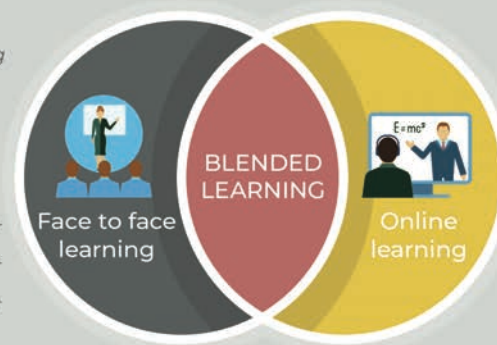 g
E=mc²
BLENDED
LEARNING
Face to face
learning
Online
learning